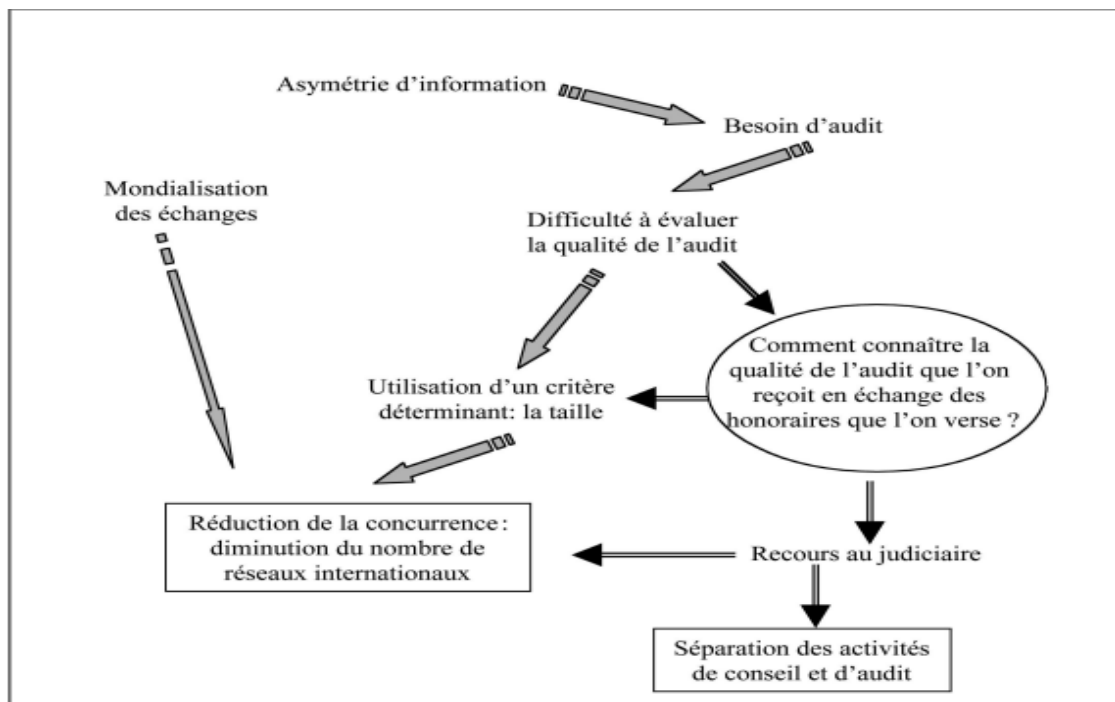 Asymétrie d’information
Besoin d’audit
Mondialisation
des échanges
Difficulté à évaluer
la qualité de l’audit
Comment connaître la
qualité de l’audit que l’on
reçoit en échange des
honoraires que l’on verse ?
Utilisation d’un critère
déterminant: la taille
Réduction de la concurrence :
diminution du nombre de
réseaux internationaux
Recours au judiciaire
Séparation des activités
de conseil et d’audit